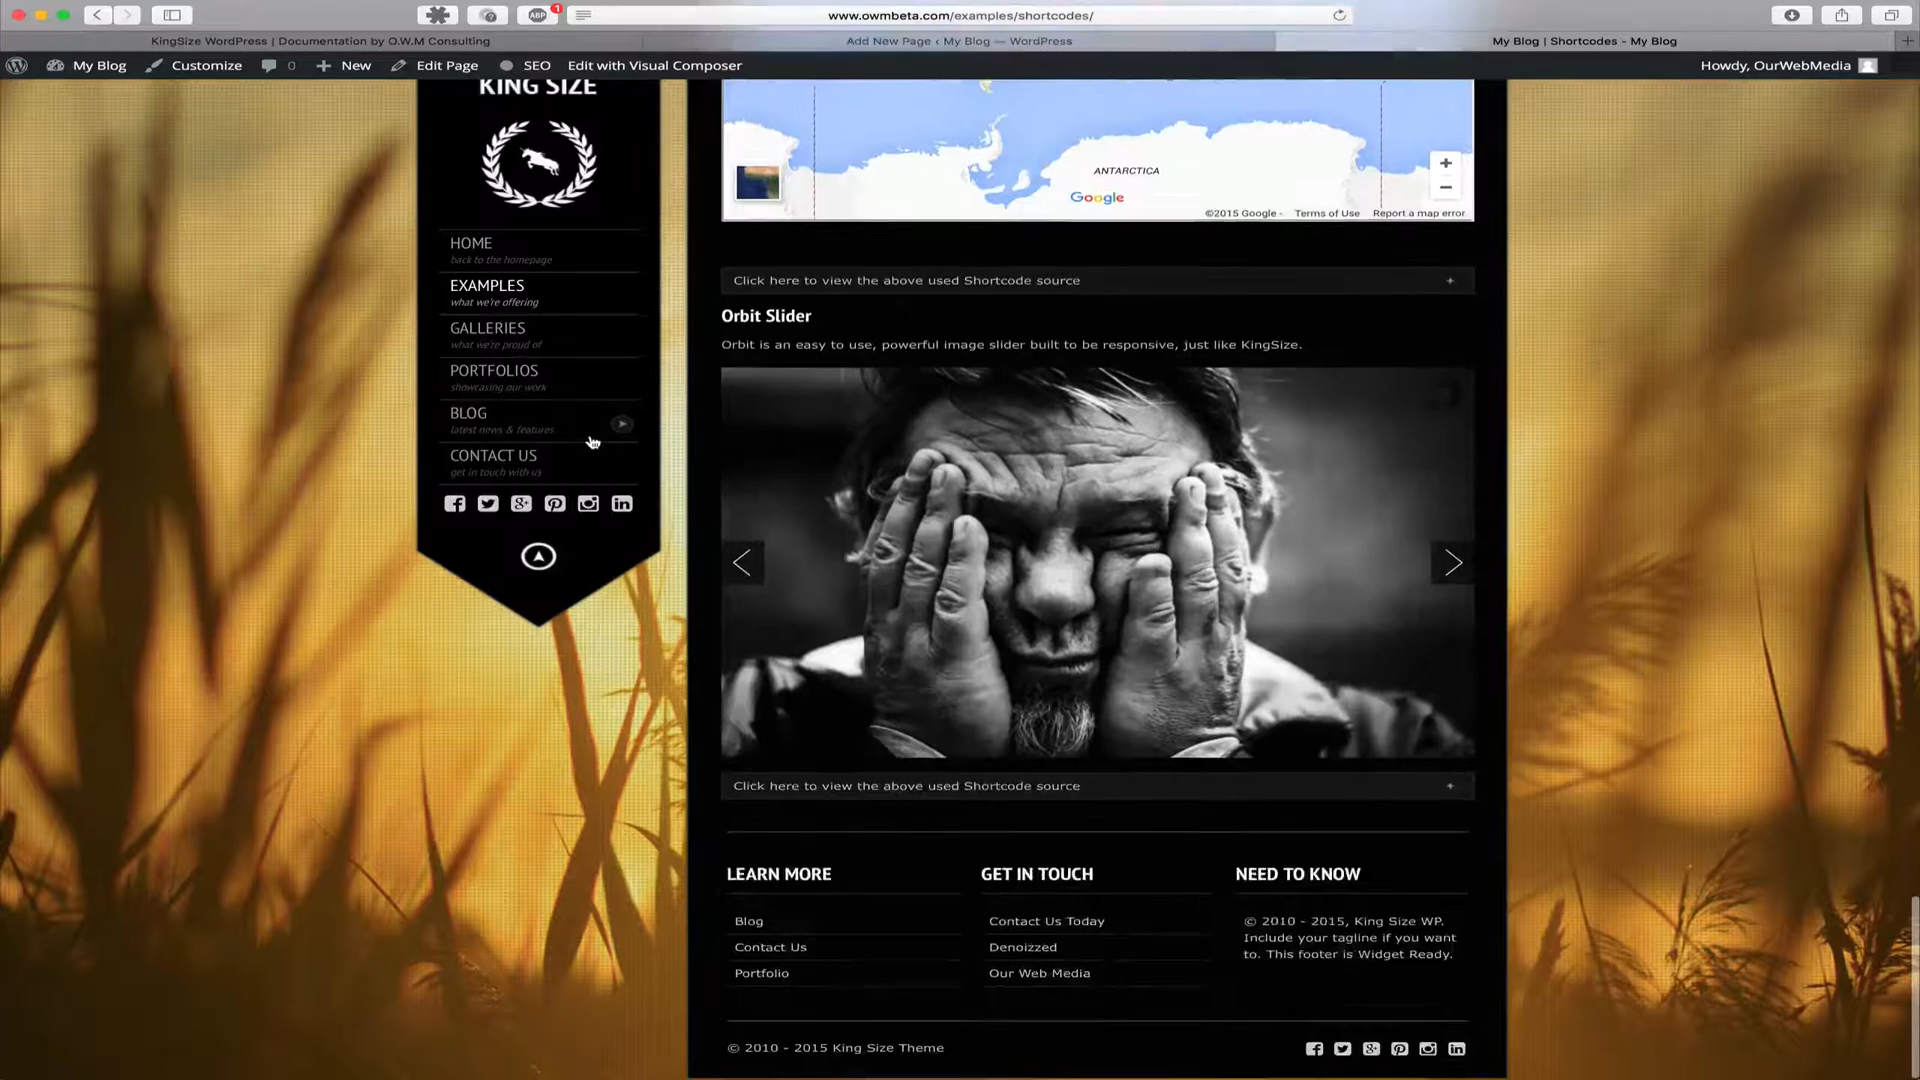 www.owmbeta.com/examples/shortcodes/
ABP
1
KingSize WordPress | Documentation by O.W.M Consulting
Add New Page ‹ My Blog — WordPress
My Blog | Shortcodes - My Blog
My Blog
Customize
0
New
Edit Page
SEO
Edit with Visual Composer
Howdy, OurWebMedia
KING SIZE
HOME
back to the homepage
EXAMPLES
what we're offering
GALLERIES
what we're proud of
PORTFOLIOS
showcasing our work
BLOG
latest news & features
CONTACT US
get in touch with us
ANTARCTICA
Google
©2015 Google - Terms of Use Report a map error
Click here to view the above used Shortcode source
Orbit Slider
Orbit is an easy to use, powerful image slider built to be responsive, just like KingSize.
Click here to view the above used Shortcode source
LEARN MORE
Blog
Contact Us
Portfolio
GET IN TOUCH
Contact Us Today
Denoizzed
Our Web Media
NEED TO KNOW
© 2010 - 2015, King Size WP.
Include your tagline if you want
to. This footer is Widget Ready.
© 2010 - 2015 King Size Theme